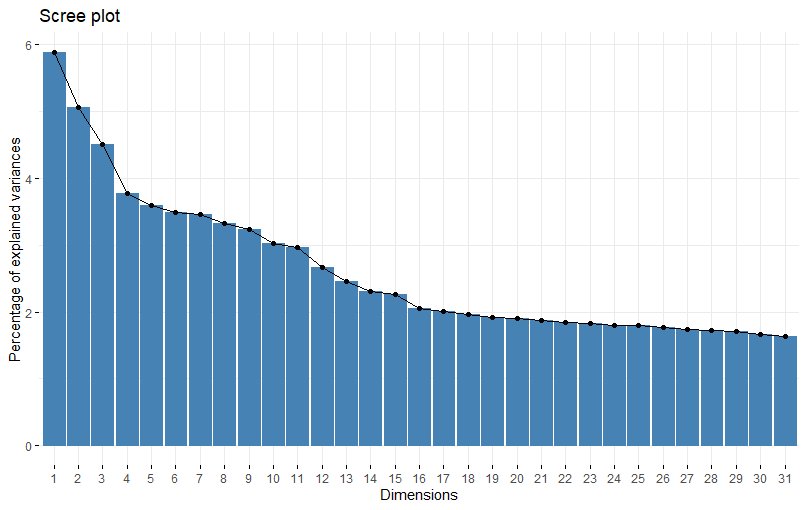 Scree plot
6
4
2
0
Percentage of explained variances
1 2 3 4 5 6 7 8 9 10 11 12 13 14 15 16 17 18 19 20 21 22 23 24 25 26 27 28 29 30 31
Dimensions